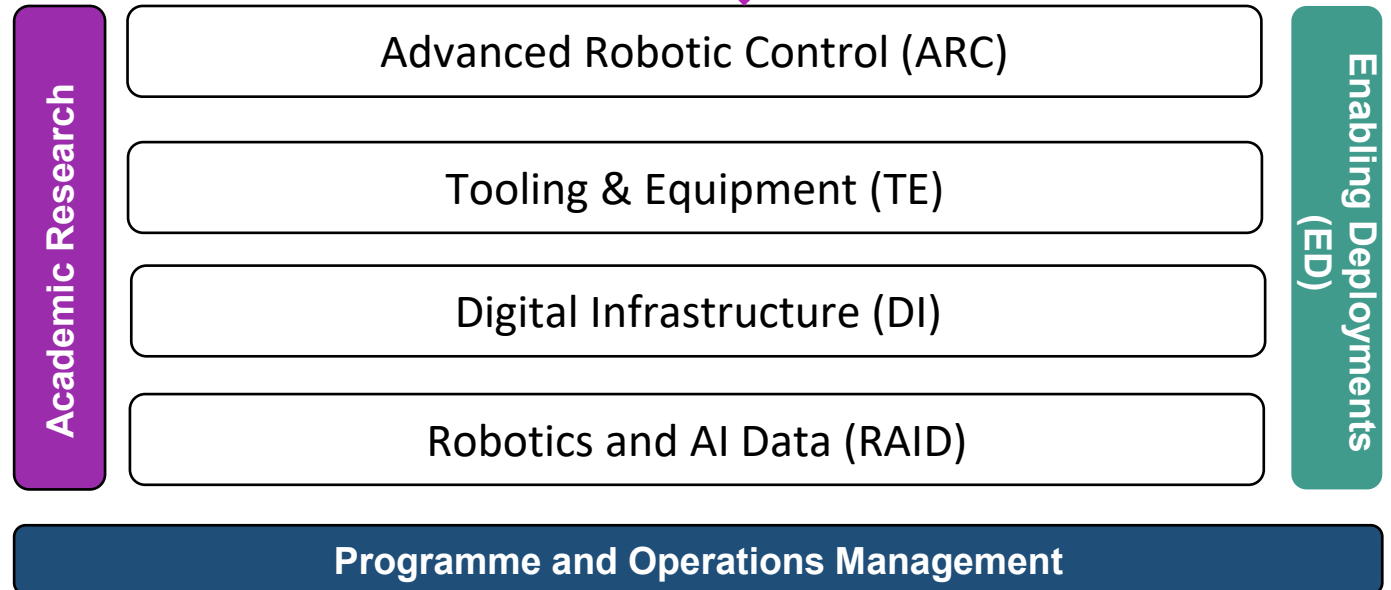 Academic Research
Advanced Robotic Control (ARC)
Tooling & Equipment (TE)
Digital Infrastructure (DI)
Robotics and AI Data (RAID)
Enabling Deployments
(ED)
Programme and Operations Management